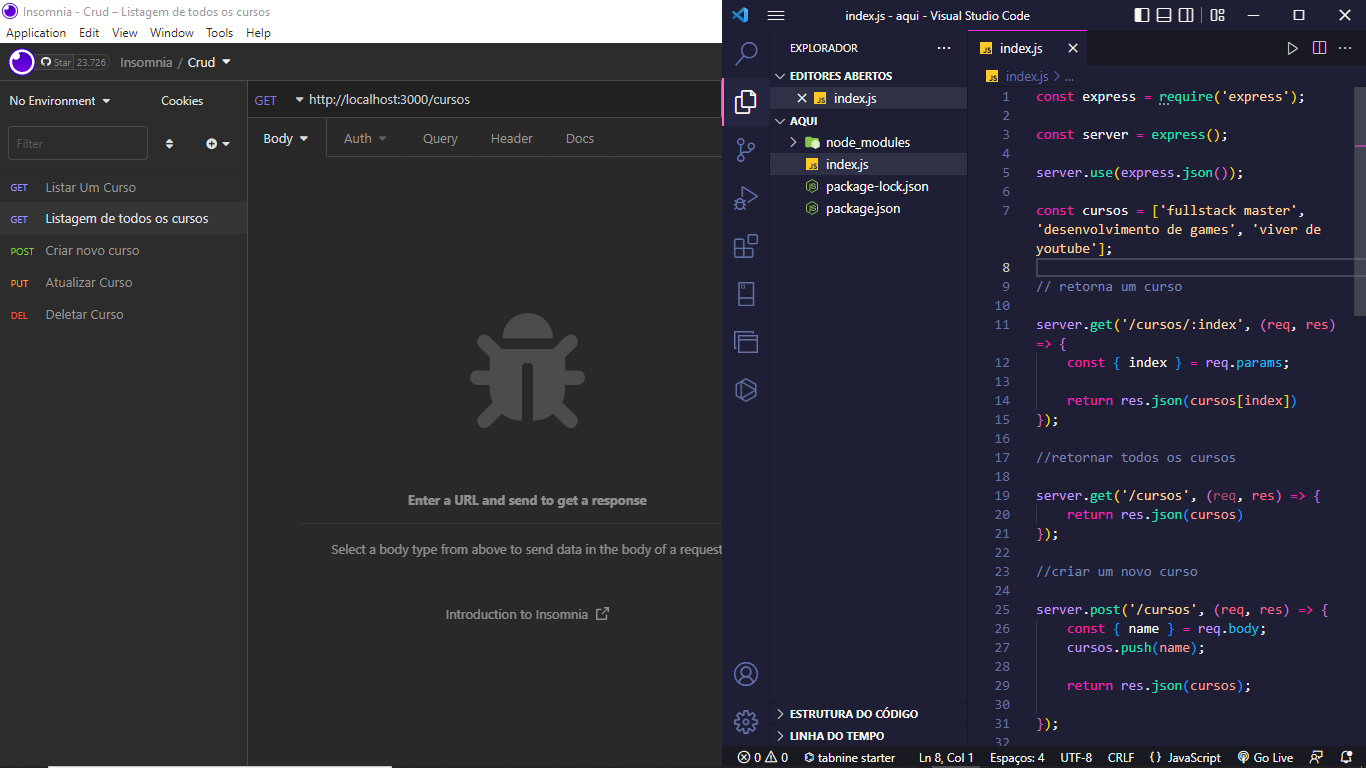 Insomnia - Crud – Listagem de todos os cursos
Application Edit View Window Tools Help
Star 23.726 Insomnia / Crud
No Environment Cookies
Filter
GET Listar Um Curso
GET Listagem de todos os cursos
POST Criar novo curso
PUT Atualizar Curso
DEL Deletar Curso
GET http://localhost:3000/cursos
Body Auth Query Header Docs
Enter a URL and send to get a response
Select a body type from above to send data in the body of a request
Introduction to Insomnia
index.js - aqui - Visual Studio Code
EXPLORADOR
EDITORES ABERTOS
JS index.js
AQUI
node_modules
JS index.js
package-lock.json
package.json
ESTRUTURA DO CÓDIGO
LINHA DO TEMPO
JS index.js
JS index.js > ...
1 const express = require('express');
2
3 const server = express();
4
5 server.use(express.json());
6
7 const cursos = ['fullstack master',
'desenvolvimento de games', 'viver de
youtube'];
8
9 // retorna um curso
10
11 server.get('/cursos/:index', (req, res)
=> {
12 const { index } = req.params;
13
14 return res.json(cursos[index])
15 });
16
17 //retornar todos os cursos
18
19 server.get('/cursos', (req, res) => {
20 return res.json(cursos)
21 });
22
23 //criar um novo curso
24
25 server.post('/cursos', (req, res) => {
26 const { name } = req.body;
27 cursos.push(name);
28
29 return res.json(cursos);
30
31 });
32
0 0 tabnine starter Ln 8, Col 1 Espaços: 4 UTF-8 CRLF {} JavaScript Go Live